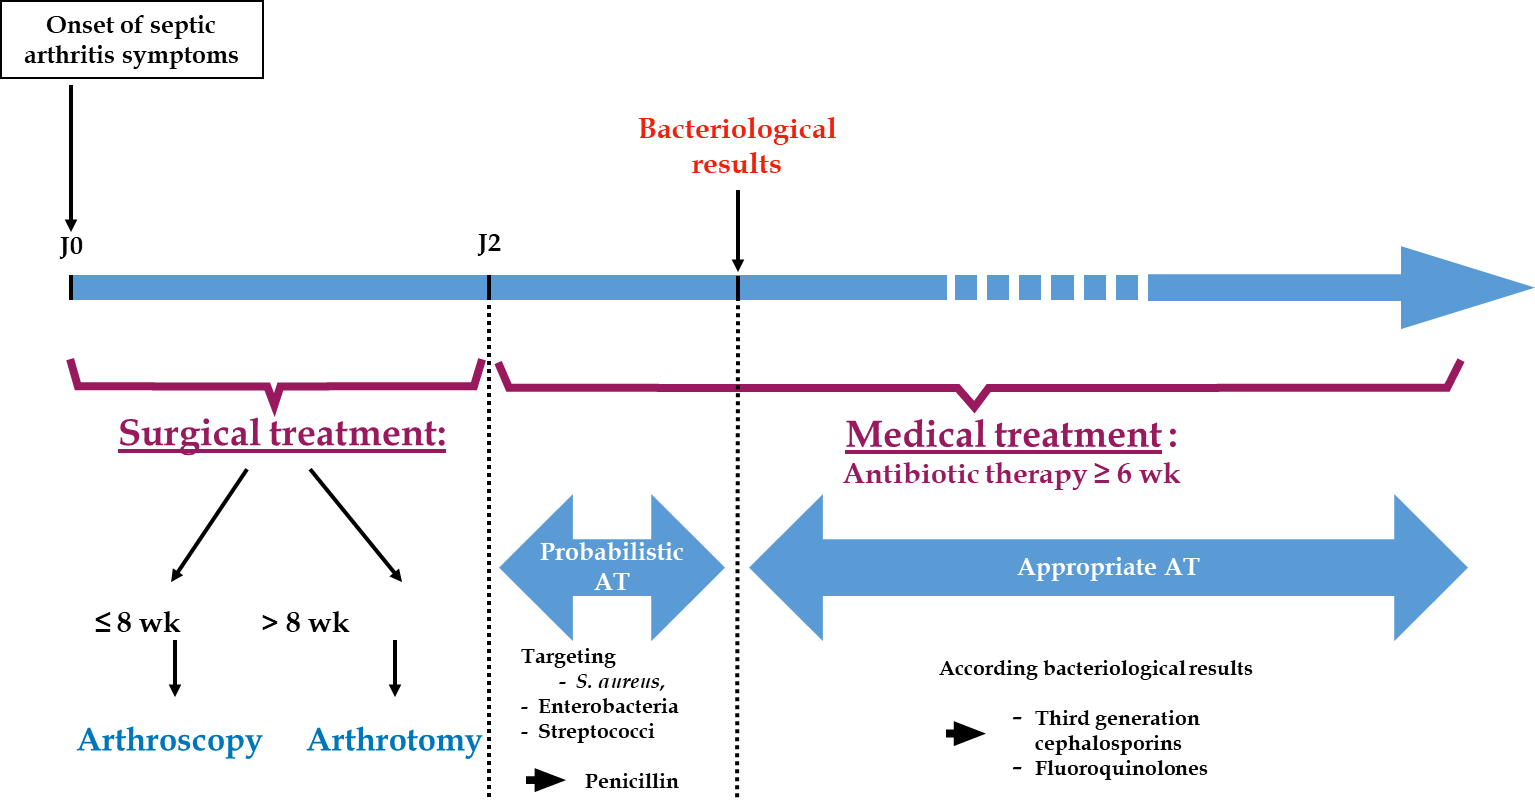 Onset of septic
arthritis symptoms
Bacteriological
results
J0
J2
Surgical treatment:
Medical treatment :
Antibiotic therapy ≥ 6 wk
Probabilistic
AT
Appropriate AT
≤ 8 wk
> 8 wk
Arthroscopy
Arthrotomy
Targeting
- S. aureus,
- Enterobacteria
- Streptococci
Penicillin
According bacteriological results
- Third generation
cephalosporins
- Fluoroquinolones